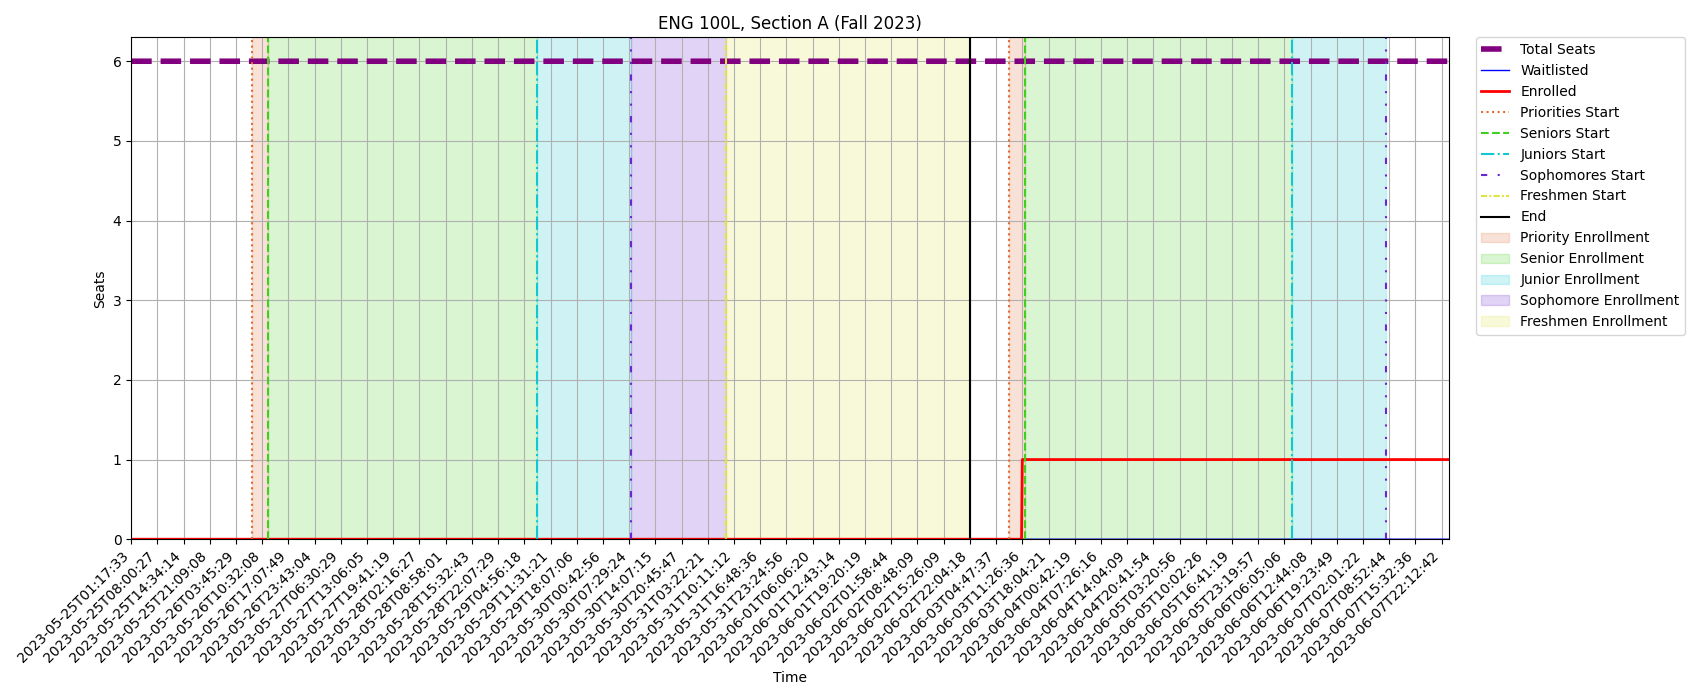 ENG 100L, Section A (Fall 2023)
Seats
6
5
4
3
2
1
0
2023-05-25T01:17:33
2023-05-25T08:00:27
2023-05-25T14:34:14
2023-05-25T21:09:08
2023-05-26T03:45:29
2023-05-26T10:32:08
2023-05-26T17:07:49
2023-05-26T23:43:04
2023-05-27T06:30:29
2023-05-27T13:06:05
2023-05-27T19:41:19
2023-05-28T02:16:27
2023-05-28T08:58:01
2023-05-28T15:32:43
2023-05-28T22:07:29
2023-05-29T04:56:18
2023-05-29T11:31:21
2023-05-29T18:07:06
2023-05-30T00:42:56
2023-05-30T07:29:24
2023-05-30T14:07:15
2023-05-30T20:45:47
2023-05-31T03:22:21
2023-05-31T10:11:12
2023-05-31T16:48:36
2023-05-31T23:24:56
2023-06-01T06:06:20
2023-06-01T12:43:14
2023-06-01T19:20:19
2023-06-02T01:58:44
2023-06-02T08:48:09
2023-06-02T15:26:09
2023-06-02T22:04:18
2023-06-03T04:47:37
2023-06-03T11:26:36
2023-06-03T18:04:21
2023-06-04T00:42:19
2023-06-04T07:26:16
2023-06-04T14:04:09
2023-06-04T20:41:54
2023-06-05T03:20:56
2023-06-05T10:02:26
2023-06-05T16:41:19
2023-06-05T23:19:57
2023-06-06T06:05:06
2023-06-06T12:44:08
2023-06-06T19:23:49
2023-06-07T02:01:22
2023-06-07T08:52:44
2023-06-07T15:32:36
2023-06-07T22:12:42
Time
Total Seats
Waitlisted
Enrolled
Priorities Start
Seniors Start
Juniors Start
Sophomores Start
Freshmen Start
End
Priority Enrollment
Senior Enrollment
Junior Enrollment
Sophomore Enrollment
Freshmen Enrollment